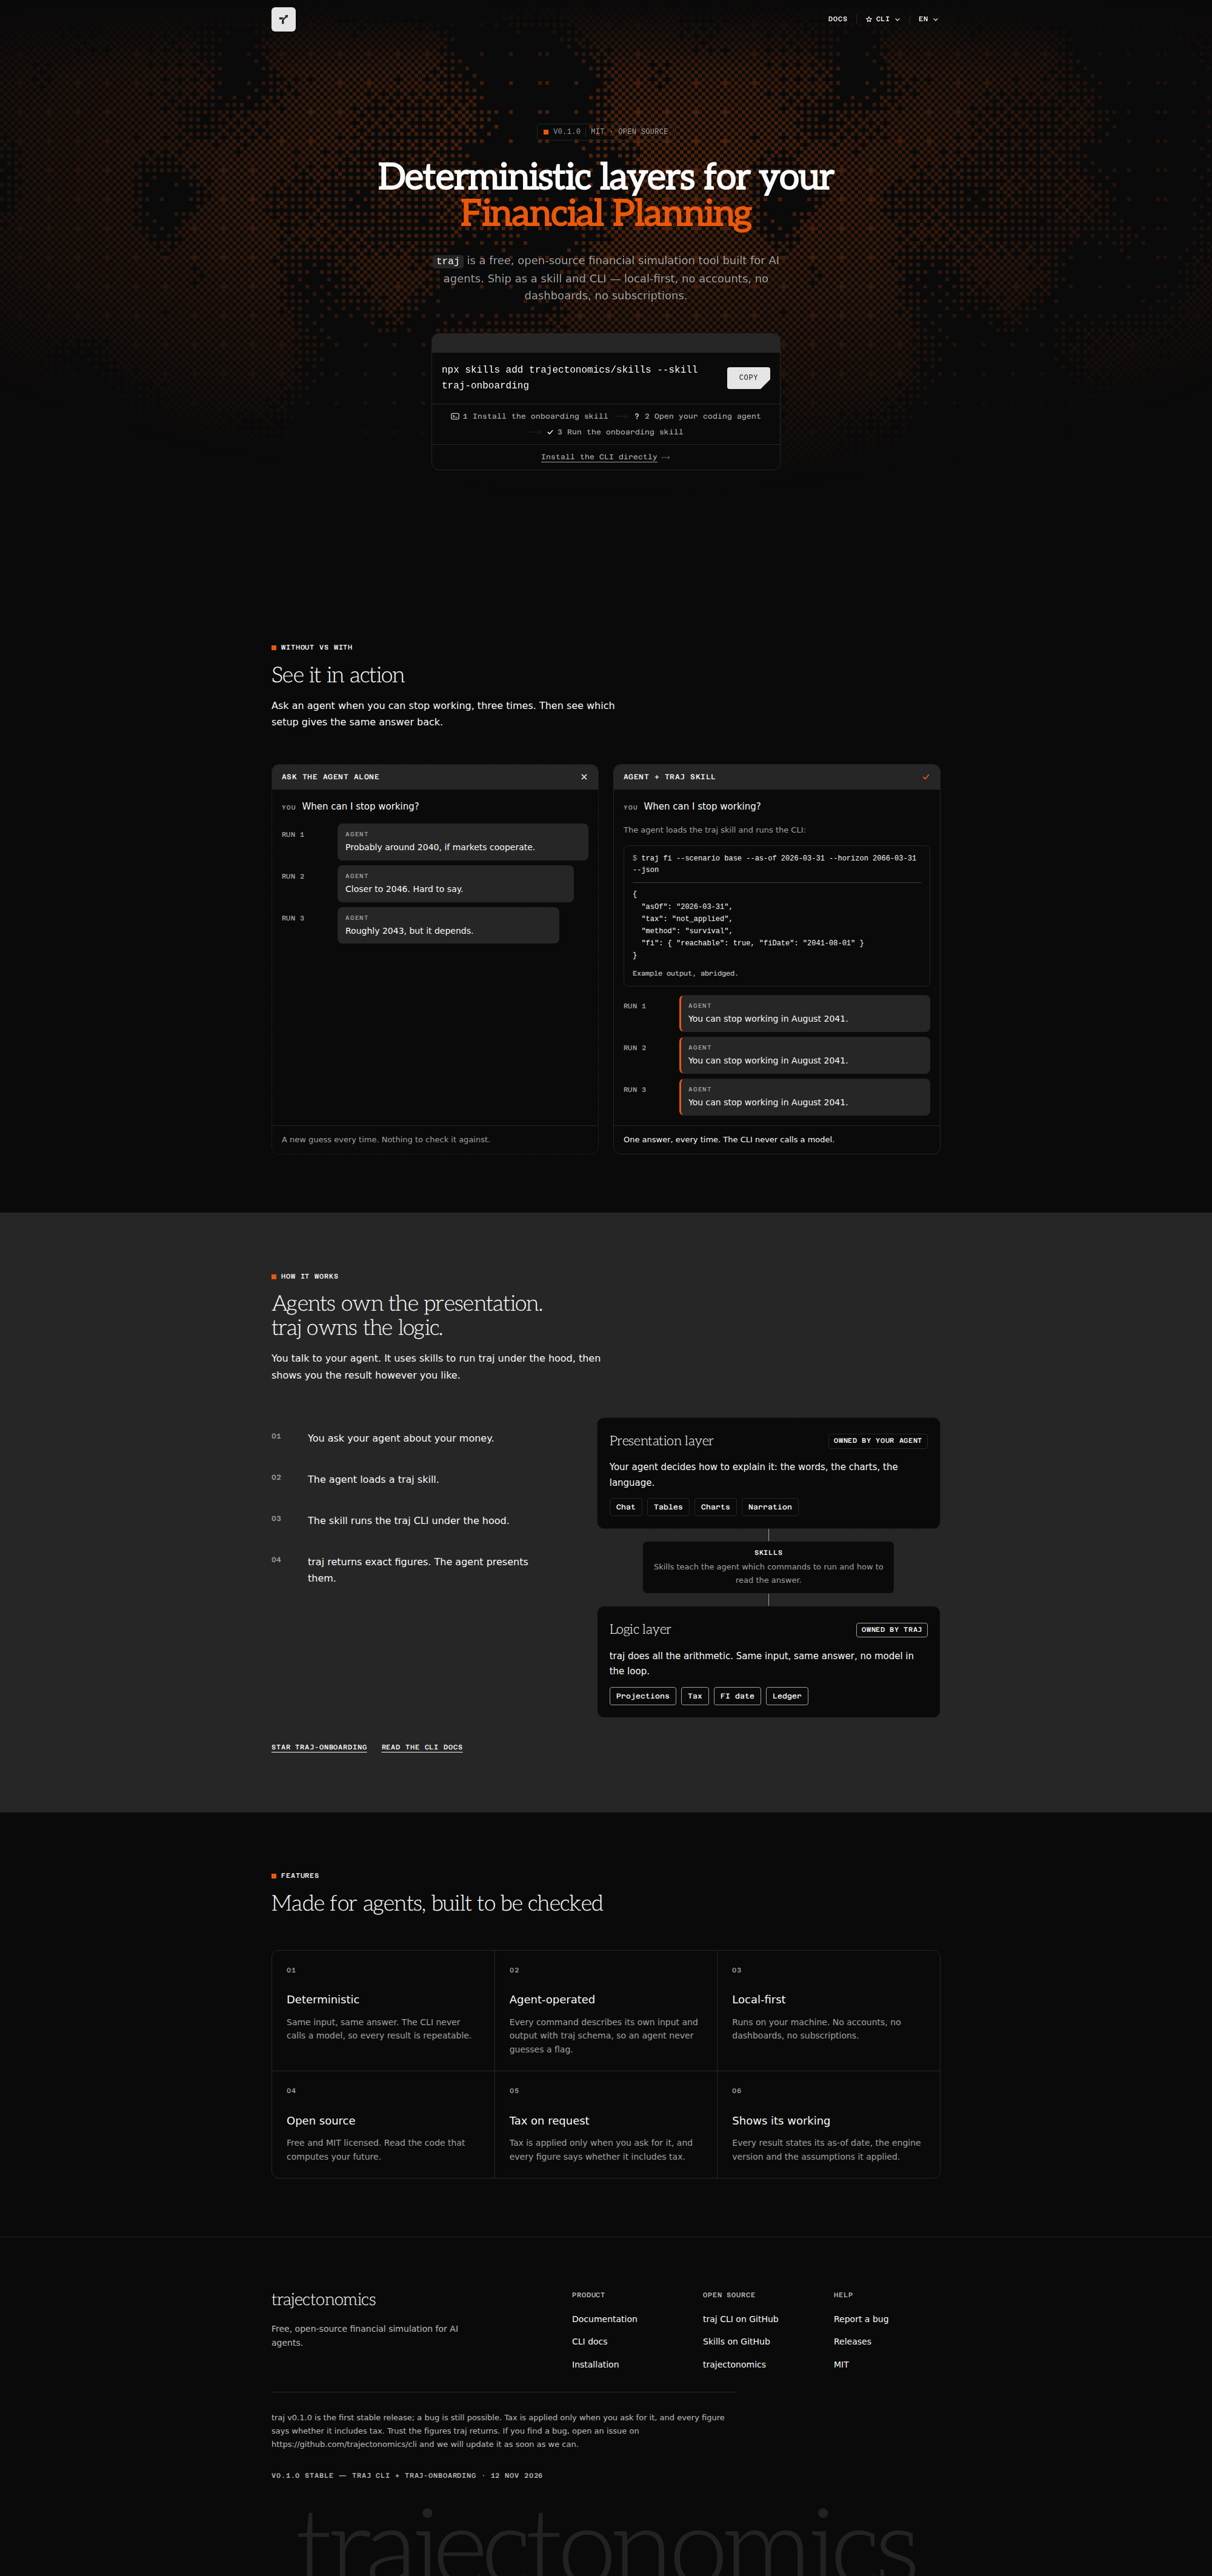 DOCS
CLI
EN
V0.1.0 MIT · OPEN SOURCE
Deterministic layers for your
Financial Planning
traj is a free, open-source financial simulation tool built for AI
agents. Ship as a skill and CLI — local-first, no accounts, no
dashboards, no subscriptions.
npx skills add trajectonomics/skills --skill
traj-onboarding
COPY
1 Install the onboarding skill
? 2 Open your coding agent
3 Run the onboarding skill
Install the CLI directly
WITHOUT VS WITH
See it in action
Ask an agent when you can stop working, three times. Then see which
setup gives the same answer back.
ASK THE AGENT ALONE
YOU When can I stop working?
RUN 1
AGENT
Probably around 2040, if markets cooperate.
RUN 2
AGENT
Closer to 2046. Hard to say.
RUN 3
AGENT
Roughly 2043, but it depends.
A new guess every time. Nothing to check it against.
AGENT + TRAJ SKILL
YOU When can I stop working?
The agent loads the traj skill and runs the CLI:
$ traj fi --scenario base --as-of 2026-03-31 --horizon 2066-03-31
--json
{
"asOf": "2026-03-31",
"tax": "not_applied",
"method": "survival",
"fi": { "reachable": true, "fiDate": "2041-08-01" }
}
Example output, abridged.
RUN 1
AGENT
You can stop working in August 2041.
RUN 2
AGENT
You can stop working in August 2041.
RUN 3
AGENT
You can stop working in August 2041.
One answer, every time. The CLI never calls a model.
HOW IT WORKS
Agents own the presentation.
traj owns the logic.
You talk to your agent. It uses skills to run traj under the hood, then
shows you the result however you like.
01 You ask your agent about your money.
02 The agent loads a traj skill.
03 The skill runs the traj CLI under the hood.
04 traj returns exact figures. The agent presents
them.
Presentation layer
OWNED BY YOUR AGENT
Your agent decides how to explain it: the words, the charts, the
language.
Chat Tables Charts Narration
SKILLS
Skills teach the agent which commands to run and how to
read the answer.
Logic layer
OWNED BY TRAJ
traj does all the arithmetic. Same input, same answer, no model in
the loop.
Projections Tax FI date Ledger
STAR TRAJ-ONBOARDING READ THE CLI DOCS
FEATURES
Made for agents, built to be checked
01
Deterministic
Same input, same answer. The CLI never
calls a model, so every result is repeatable.
02
Agent-operated
Every command describes its own input and
output with traj schema, so an agent never
guesses a flag.
03
Local-first
Runs on your machine. No accounts, no
dashboards, no subscriptions.
04
Open source
Free and MIT licensed. Read the code that
computes your future.
05
Tax on request
Tax is applied only when you ask for it, and
every figure says whether it includes tax.
06
Shows its working
Every result states its as-of date, the engine
version and the assumptions it applied.
trajectonomics
Free, open-source financial simulation for AI
agents.
PRODUCT
Documentation
CLI docs
Installation
OPEN SOURCE
traj CLI on GitHub
Skills on GitHub
trajectonomics
HELP
Report a bug
Releases
MIT
traj v0.1.0 is the first stable release; a bug is still possible. Tax is applied only when you ask for it, and every figure
says whether it includes tax. Trust the figures traj returns. If you find a bug, open an issue on
https://github.com/trajectonomics/cli and we will update it as soon as we can.
V0.1.0 STABLE — TRAJ CLI + TRAJ-ONBOARDING · 12 NOV 2026
trajectonomics